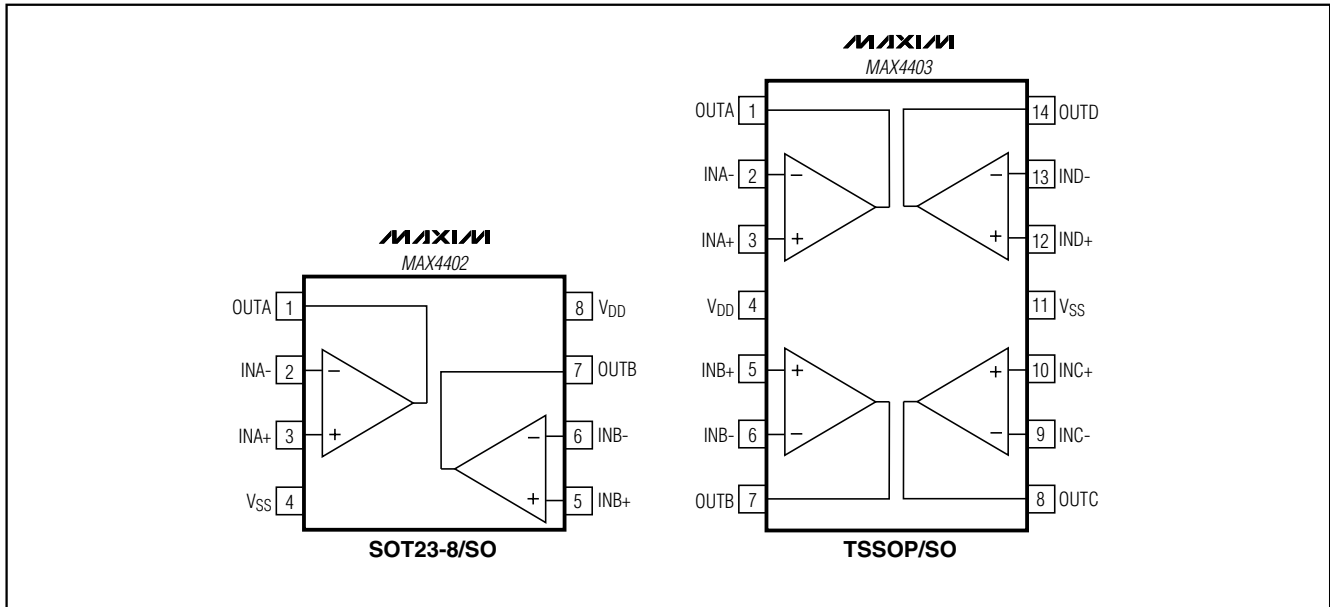 MAXIM
MAX4402
OUTA 1
INA- 2
INA+ 3
VSS 4
8 VDD
7 OUTB
6 INB-
5 INB+
− +
− +
SOT23-8/SO
MAXIM
MAX4403
OUTA 1
INA- 2
INA+ 3
VDD 4
INB+ 5
INB- 6
OUTB 7
14 OUTD
13 IND-
12 IND+
11 VSS
10 INC+
9 INC-
8 OUTC
− +
− +
+ −
+ −
TSSOP/SO